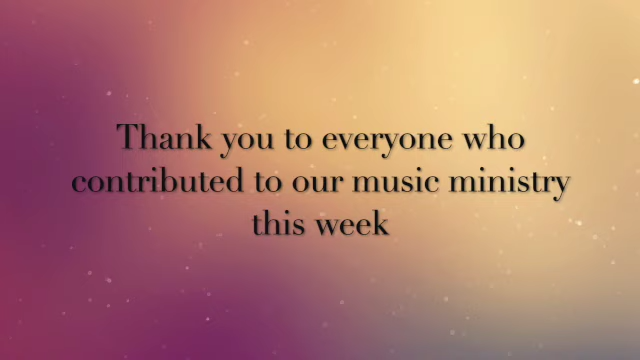 Thank you to everyone who
contributed to our music ministry
this week